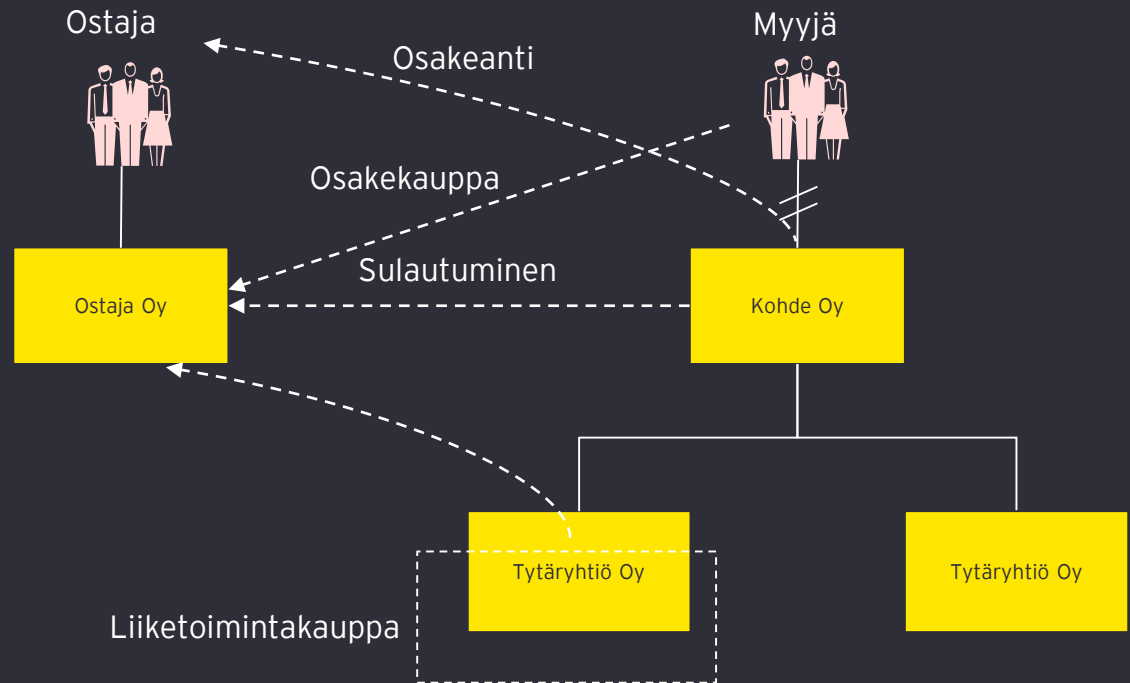 Ostaja
Myyjä
Osakeanti
Osakekauppa
Sulautuminen
Ostaja Oy
Kohde Oy
Tytäryhtiö Oy
Tytäryhtiö Oy
Liiketoimintakauppa